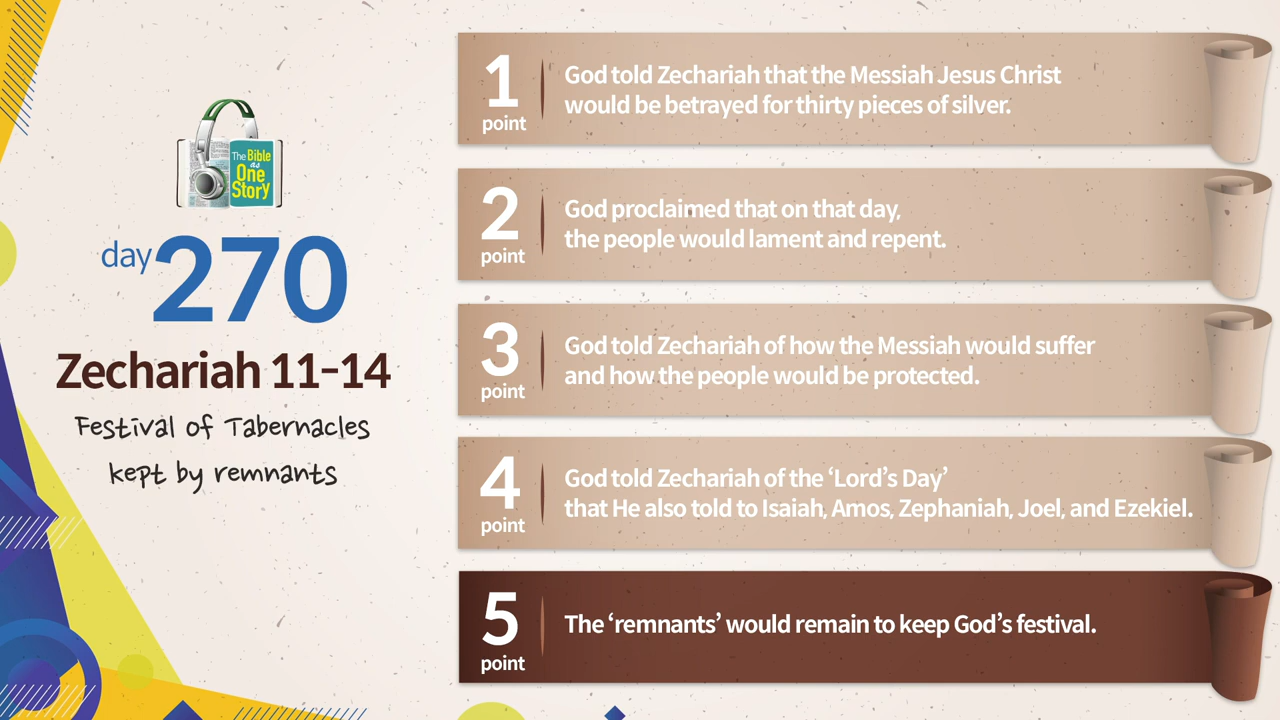 The Bible
as
One
Story
day 270
Zechariah 11-14
Festival of Tabernacles
kept by remnants
1
point
God told Zechariah that the Messiah Jesus Christ
would be betrayed for thirty pieces of silver.
2
point
God proclaimed that on that day,
the people would lament and repent.
3
point
God told Zechariah of how the Messiah would suffer
and how the people would be protected.
4
point
God told Zechariah of the ‘Lord’s Day’
that He also told to Isaiah, Amos, Zephaniah, Joel, and Ezekiel.
5
point
The ‘remnants’ would remain to keep God’s festival.